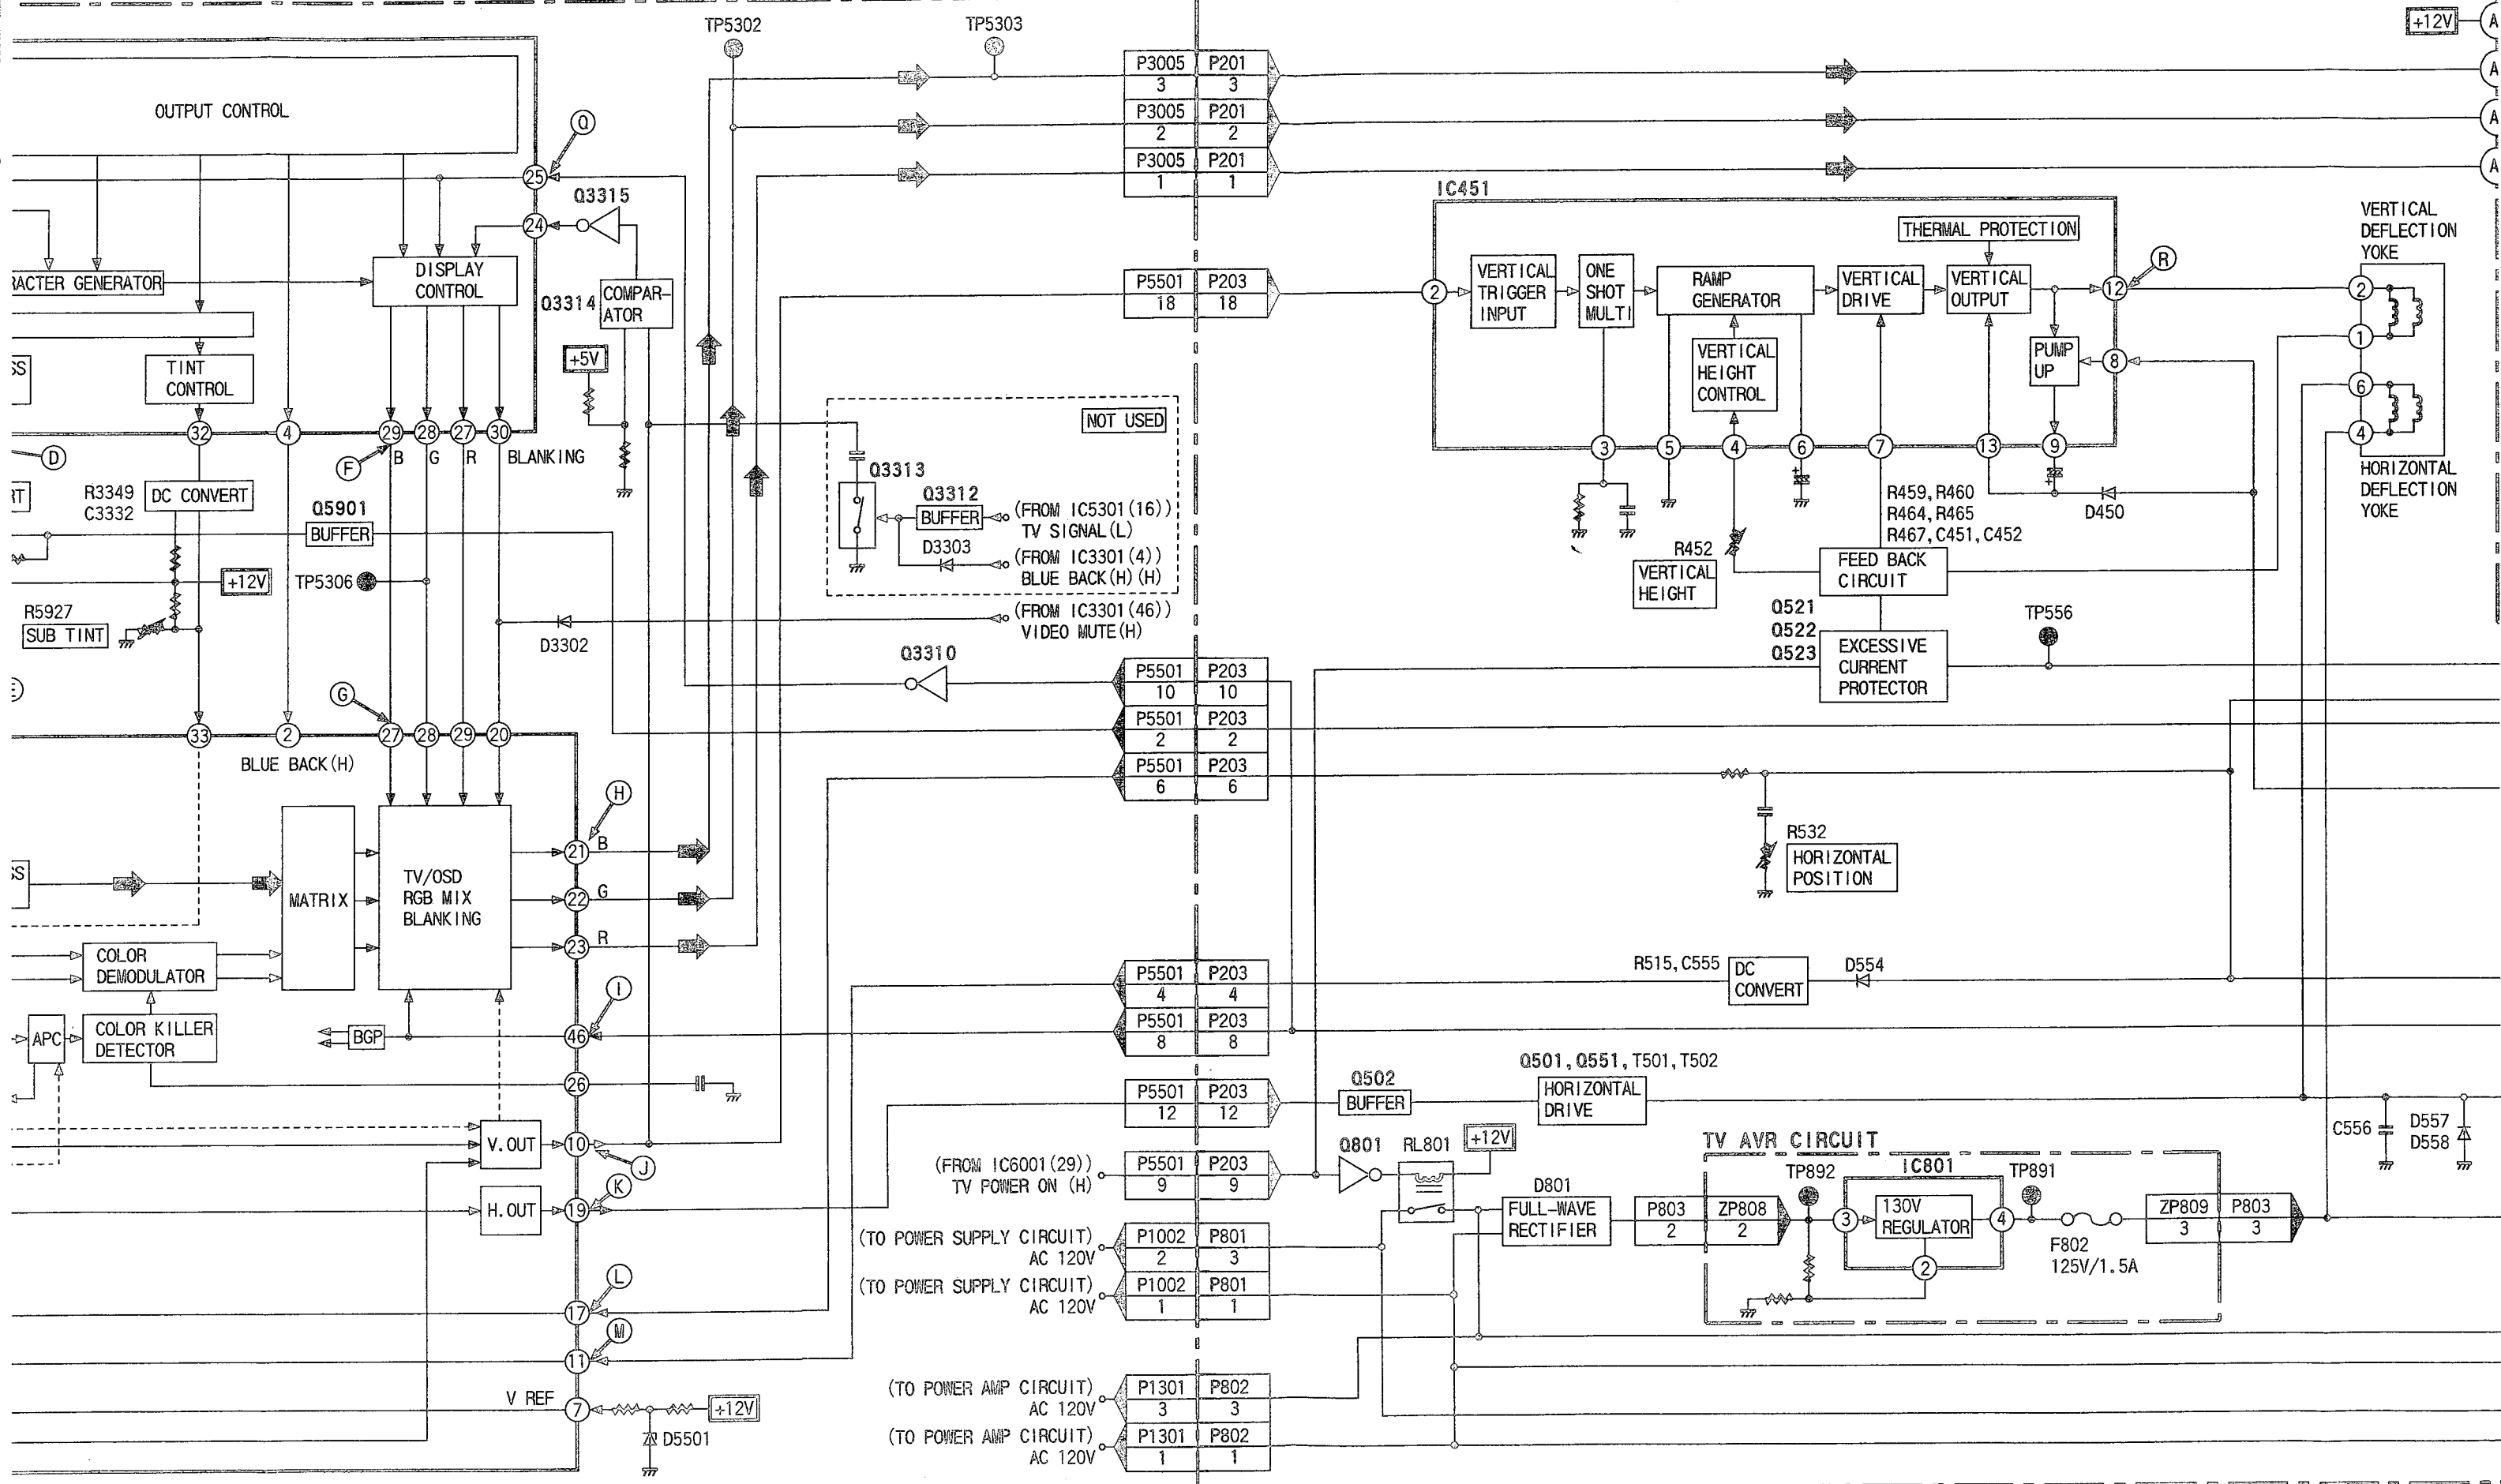 TP5302
TP5303
+12V
A
P3005 P201
3 3
A
OUTPUT CONTROL
P3005 P201
2 2
A
Q
P3005 P201
1 1
A
25
Q3315
24
IC451
THERMAL PROTECTION
VERTICAL
DEFLECTION
YOKE
RACTER GENERATOR
DISPLAY
CONTROL
Q3314
COMPAR-
ATOR
P5501 P203
18 18
2
VERTICAL
TRIGGER
INPUT
ONE
SHOT
MULTI
RAMP
GENERATOR
VERTICAL
DRIVE
VERTICAL
OUTPUT
12
R
2
1
6
4
HORIZONTAL
DEFLECTION
YOKE
VERTICAL
HEIGHT
CONTROL
PUMP
UP
8
3
5
4
6
7
13
9
D450
SS
TINT
CONTROL
+5V
32
4
29
28
27
30
F
B
G
R
BLANKING
D
RT
R3349
C3332
DC CONVERT
Q5901
BUFFER
NOT USED
Q3313
Q3312
BUFFER
(FROM IC5301(16))
TV SIGNAL(L)
D3303
(FROM IC3301(4))
BLUE BACK(H)(H)
(FROM IC3301(46))
VIDEO MUTE(H)
D3302
TP5306
+12V
R5927
SUB TINT
R459, R460
R464, R465
R467, C451, C452
R452
VERTICAL
HEIGHT
FEED BACK
CIRCUIT
Q521
Q522
Q523
EXCESSIVE
CURRENT
PROTECTOR
TP556
E
Q3310
P5501 P203
10 10
P5501 P203
2 2
P5501 P203
6 6
G
33
2
27
28
29
20
BLUE BACK(H)
R532
HORIZONTAL
POSITION
SS
MATRIX
TV/OSD
RGB MIX
BLANKING
H
21
B
22
G
23
R
COLOR
DEMODULATOR
P5501 P203
4 4
R515, C555
DC
CONVERT
D554
I
APC
COLOR KILLER
DETECTOR
BGP
46
P5501 P203
8 8
26
P5501 P203
12 12
Q502
BUFFER
Q501, Q551, T501, T502
HORIZONTAL
DRIVE
C556
D557
D558
V.OUT
10
J
(FROM IC6001(29))
TV POWER ON (H)
P5501 P203
9 9
Q801
RL801
+12V
TV AVR CIRCUIT
H.OUT
K
19
D801
FULL-WAVE
RECTIFIER
P803 ZP808
2 2
TP892
IC801
3
130V
REGULATOR
4
2
TP891
F802
125V/1.5A
ZP809 P803
3 3
(TO POWER SUPPLY CIRCUIT)
AC 120V
P1002 P801
2 3
(TO POWER SUPPLY CIRCUIT)
AC 120V
P1002 P801
1 1
L
17
M
11
(TO POWER AMP CIRCUIT)
AC 120V
P1301 P802
3 3
V REF
7
+12V
D5501
(TO POWER AMP CIRCUIT)
AC 120V
P1301 P802
1 1